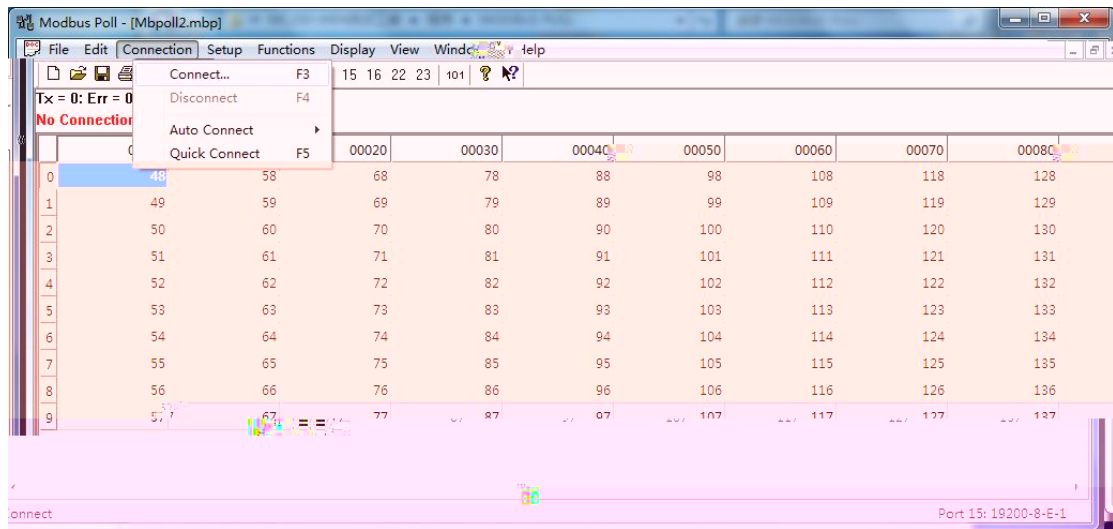 Modbus Poll - [Mbpoll2.mbp]
File Edit Connection Setup Functions Display View
Connect... F3 15 16 22 23 101
Tx = 0: Err = 0
Disconnect F4
No Connection
Auto Connect
Quick Connect F5
00020 00030 00040 00050 00060 00070 00080
0 48 58 68 78 88 98 108 118 128
1 49 59 69 79 89 99 109 119 129
2 50 60 70 80 90 100 110 120 130
3 51 61 71 81 91 101 111 121 131
4 52 62 72 82 92 102 112 122 132
5 53 63 73 83 93 103 113 123 133
6 54 64 74 84 94 104 114 124 134
7 55 65 75 85 95 105 115 125 135
8 56 66 76 86 96 106 116 126 136
9 57 67 77 87 97 107 117 127 137
Port 15: 19200-8-E-1